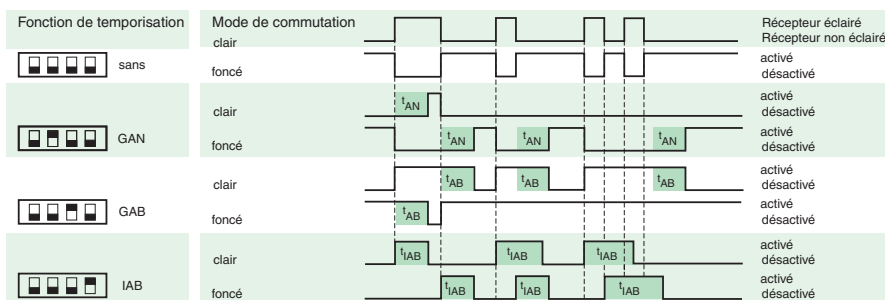 Fonction de temporisation
Mode de commutation
clair
Récepteur éclairé
Récepteur non éclairé
sans
foncé
activé
désactivé
clair
tAN
activé
désactivé
GAN
foncé
tAN tAN tAN
activé
désactivé
clair
tAB tAB tAB
activé
désactivé
GAB
foncé
tAB
activé
désactivé
clair
tIAB tIAB tIAB
activé
désactivé
IAB
foncé
tIAB tIAB tIAB
activé
désactivé